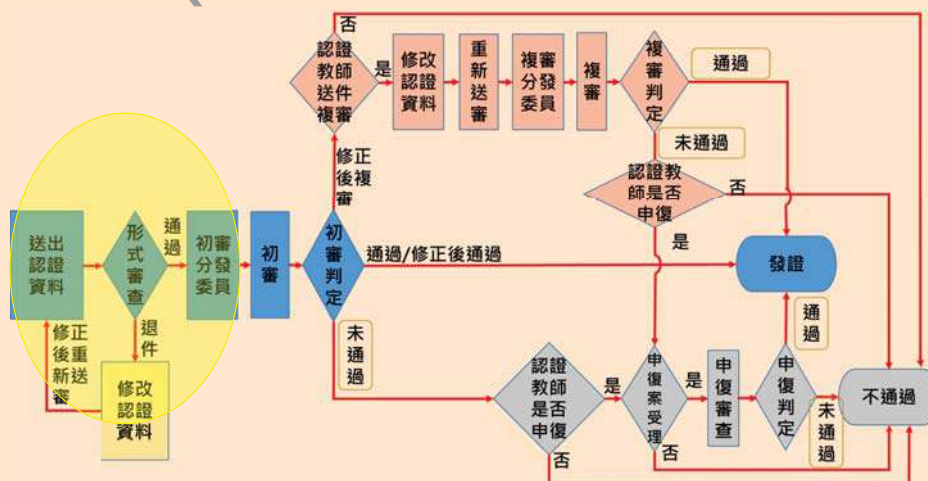 否
認證
教師
送件
複審
是
修改
認證
資料
重
新
送
審
複審
分發
委員
複
審
複
審
判
定
通過
未通過
修正
後複
審
認證教
師是否
申復
否
是
送出
認證
資料
形
式
審
查
通
過
初審
分發
委員
初
審
初
審
判
定
通過/修正後通過
發證
修正
後重
新送
審
退
件
修改
認證
資料
未
通
過
認證
教師
是否
申復
是
否
申
復
案
受
理
是
否
申
復
審
查
申
復
判
定
通
過
未
通
過
不通過